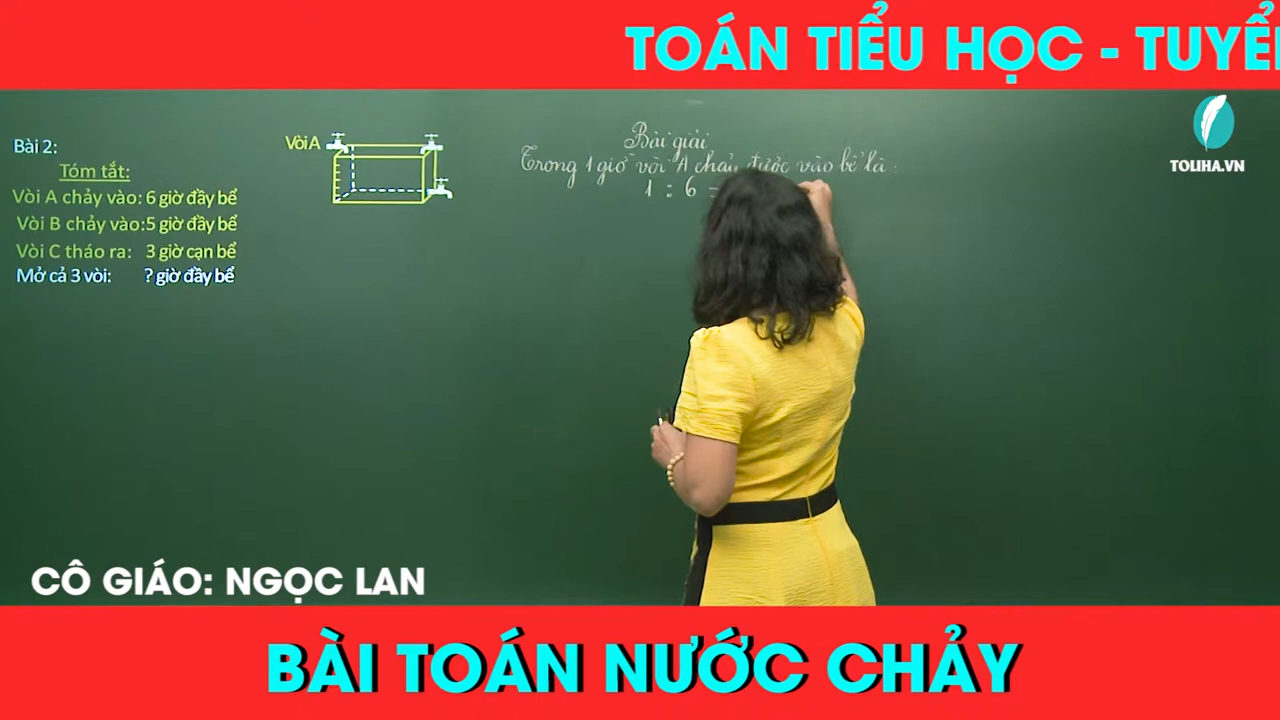 TOÁN TIỂU HỌC - TUYỂ
TOLIHA.VN
Bài 2:
Tóm tắt:
Vòi A chảy vào: 6 giờ đầy bể
Vòi B chảy vào: 5 giờ đầy bể
Vòi C tháo ra: 3 giờ cạn bể
Mở cả 3 vòi: ? giờ đầy bể
Vòi A
Bài giải
Trong 1 giờ vòi A chảy được vào bể là:
1 : 6 =
CÔ GIÁO: NGỌC LAN
BÀI TOÁN NƯỚC CHẢY